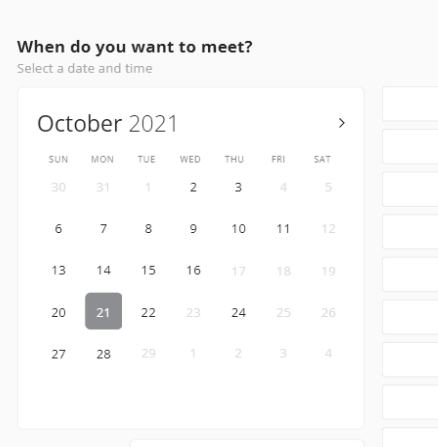 When do you want to meet?
Select a date and time
October 2021
SUN MON TUE WED THU FRI SAT
30 31 1 2 3 4 5
6 7 8 9 10 11 12
13 14 15 16 17 18 19
20 21 22 23 24 25 26
27 28 29 1 2 3 4